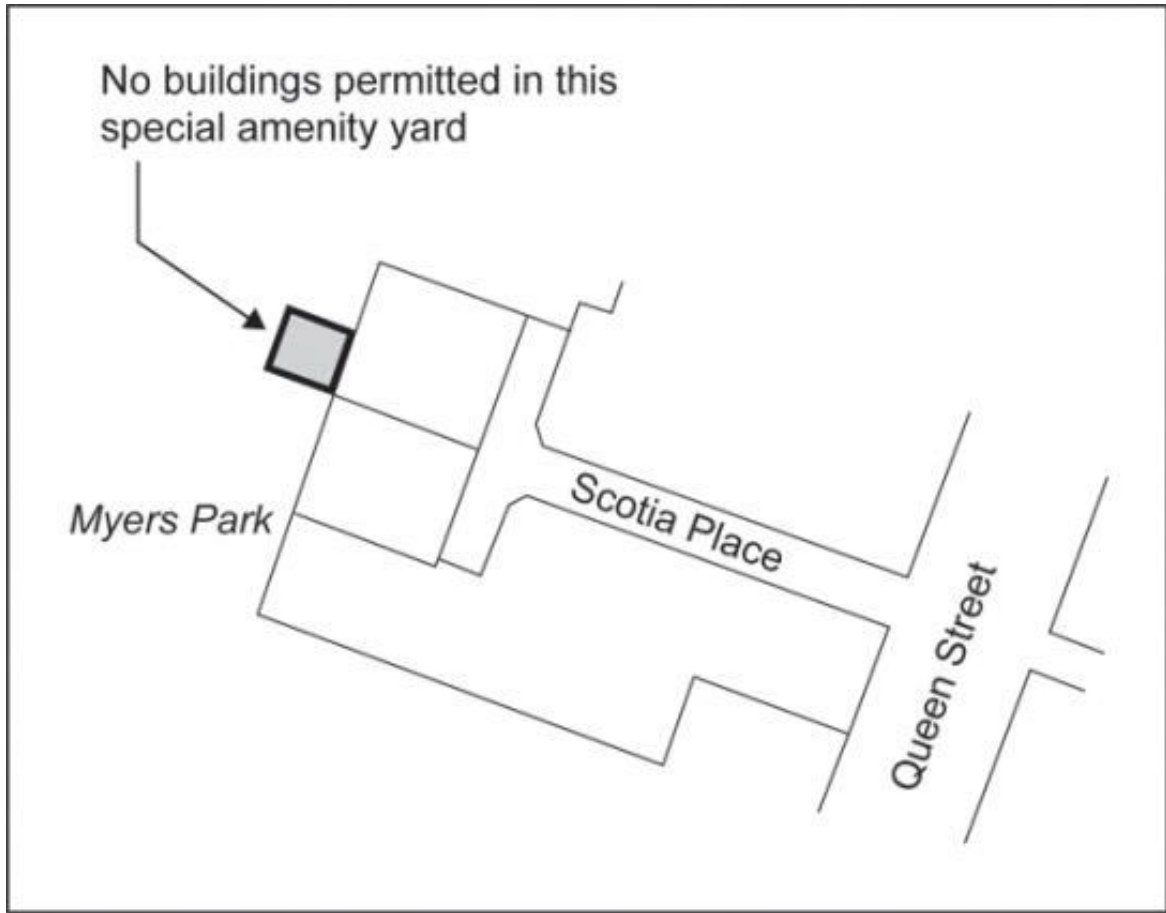 No buildings permitted in this
special amenity yard
Myers Park
Scotia Place
Queen Street